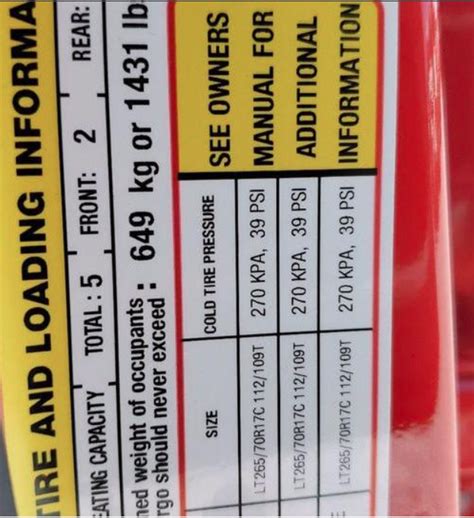 TIRE AND LOADING INFORMA
EATING CAPACITY TOTAL : 5 FRONT: 2 REAR:
ned weight of occupants
rgo should never exceed : 649 kg or 1431 lb
SIZE COLD TIRE PRESSURE SEE OWNERS
LT265/70R17C 112/109T 270 KPA, 39 PSI MANUAL FOR
LT265/70R17C 112/109T 270 KPA, 39 PSI ADDITIONAL
E LT265/70R17C 112/109T 270 KPA, 39 PSI INFORMATION